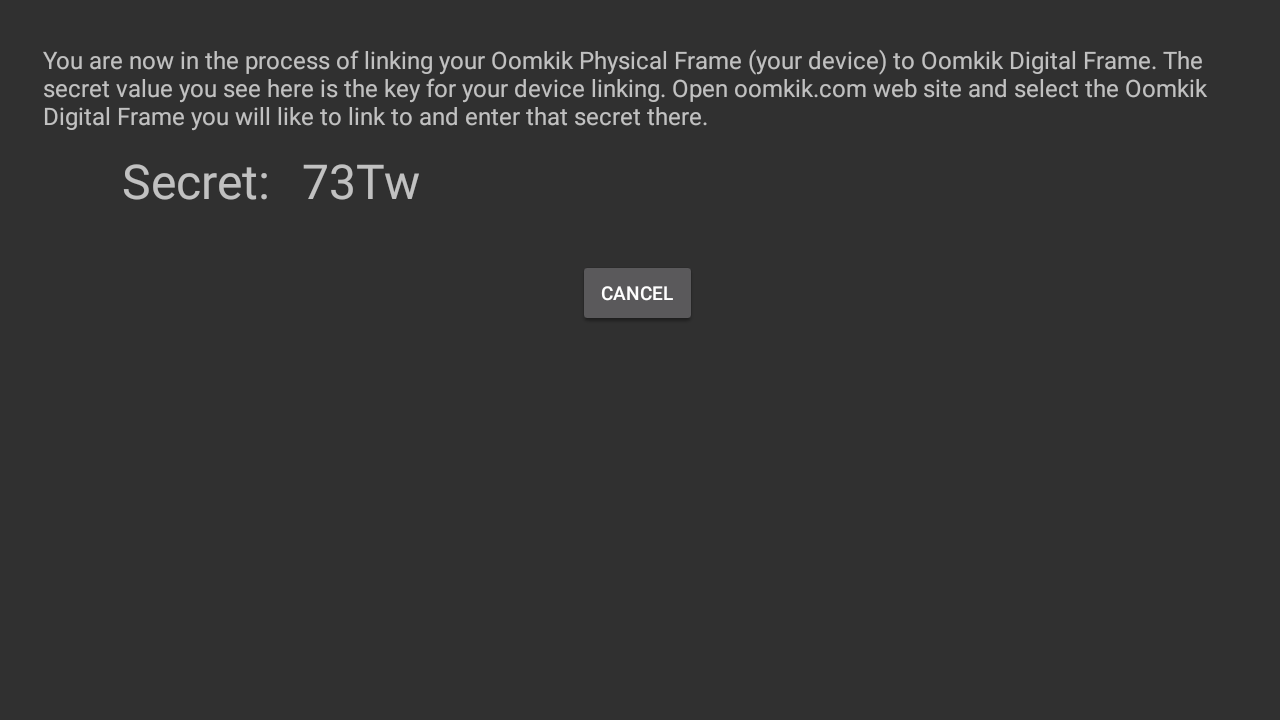 You are now in the process of linking your Oomkik Physical Frame (your device) to Oomkik Digital Frame. The
secret value you see here is the key for your device linking. Open oomkik.com web site and select the Oomkik
Digital Frame you will like to link to and enter that secret there.
Secret: 73Tw
CANCEL